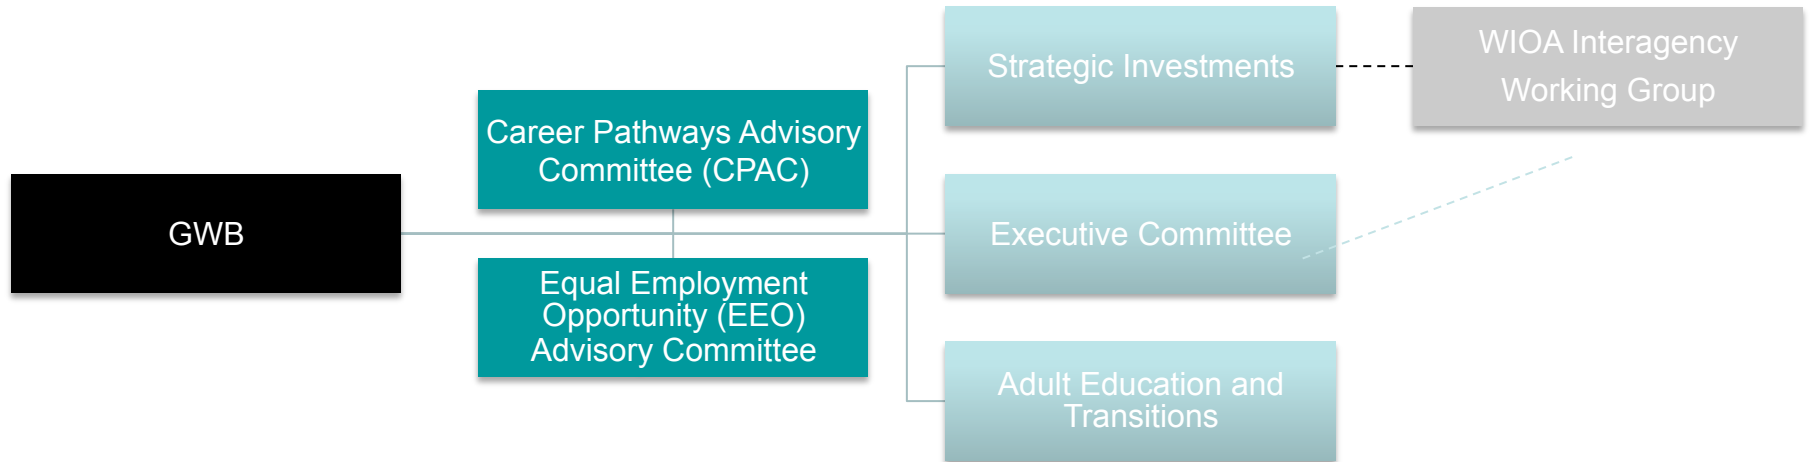 GWB
Career Pathways Advisory
Committee (CPAC)
Equal Employment
Opportunity (EEO)
Advisory Committee
Strategic Investments
Executive Committee
Adult Education and
Transitions
WIOA Interagency
Working Group